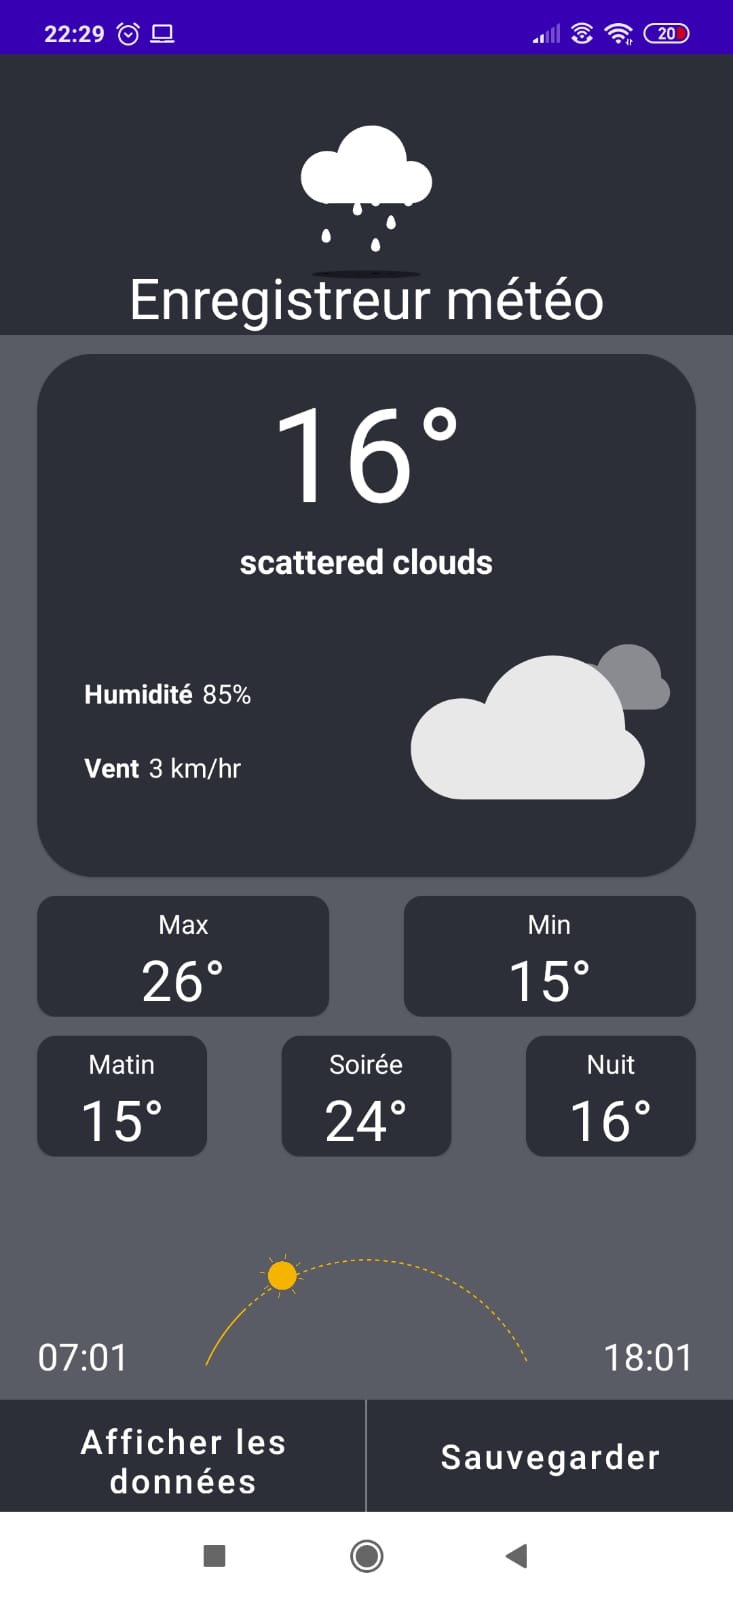 22:29
20
Enregistreur météo
16°
scattered clouds
Humidité 85%
Vent 3 km/hr
Max
Min
26°
15°
Matin
Soirée
Nuit
15°
24°
16°
07:01
18:01
Afficher les
données
Sauvegarder